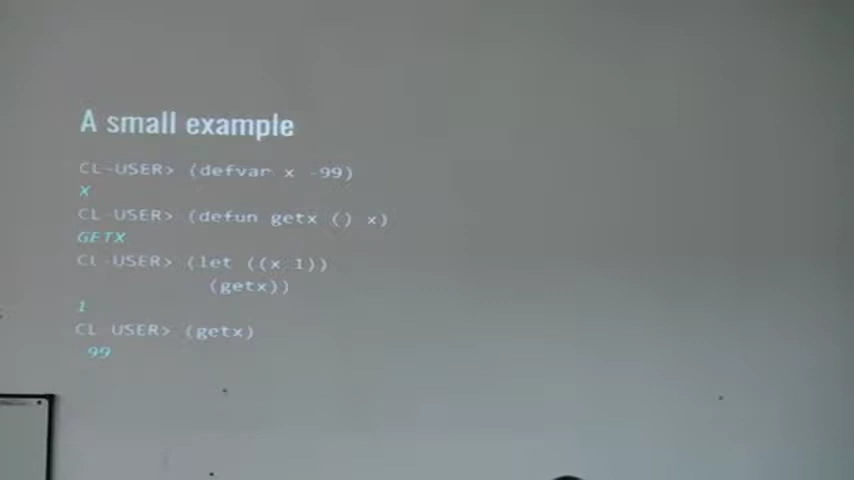 A small example
CL-USER> (defvar x -99)
X
CL-USER> (defun getx () x)
GETX
CL-USER> (let ((x 1))
(getx))
1
CL-USER> (getx)
-99